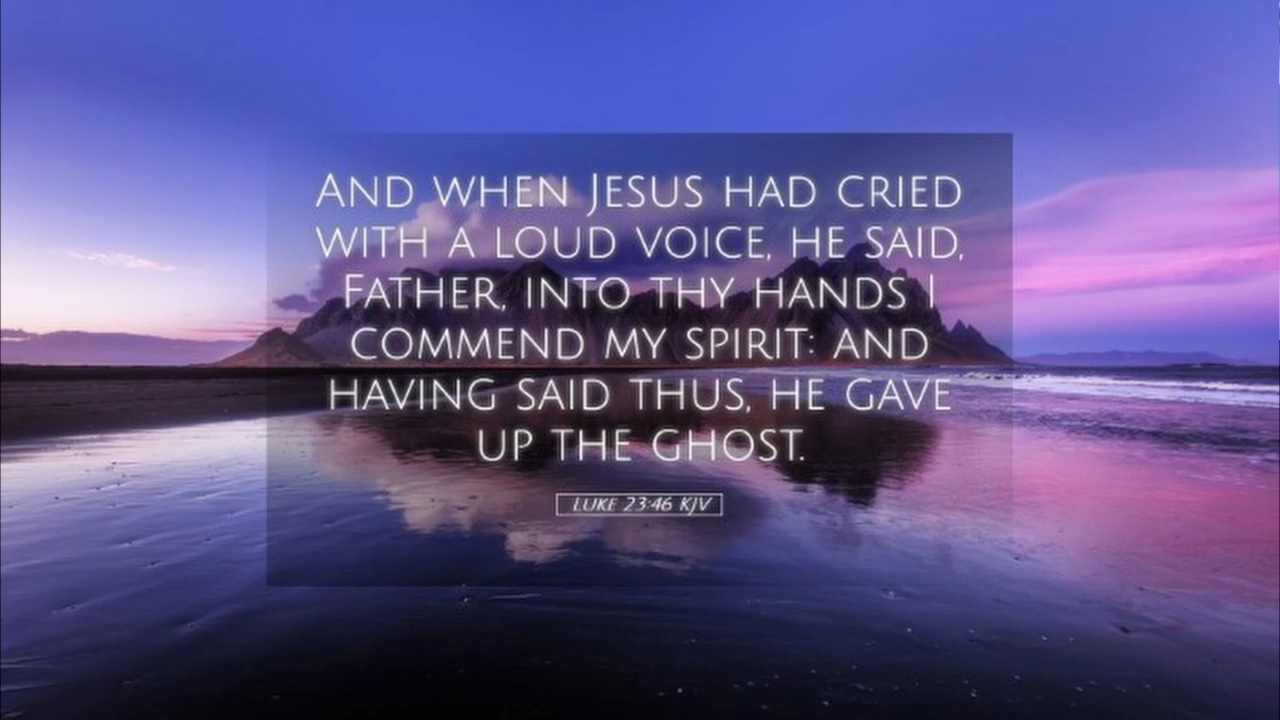 And when Jesus had cried
with a loud voice, he said,
Father, into thy hands I
commend my spirit: and
having said thus, he gave
up the ghost.
LUKE 23:46 KJV